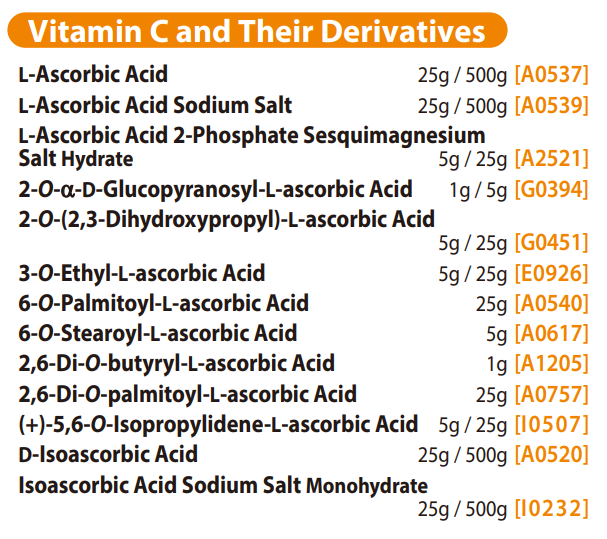 Vitamin C and Their Derivatives
L-Ascorbic Acid 25g / 500g [A0537]
L-Ascorbic Acid Sodium Salt 25g / 500g [A0539]
L-Ascorbic Acid 2-Phosphate Sesquimagnesium
Salt Hydrate 5g / 25g [A2521]
2-O-α-D-Glucopyranosyl-L-ascorbic Acid 1g / 5g [G0394]
2-O-(2,3-Dihydroxypropyl)-L-ascorbic Acid
5g / 25g [G0451]
3-O-Ethyl-L-ascorbic Acid 5g / 25g [E0926]
6-O-Palmitoyl-L-ascorbic Acid 25g [A0540]
6-O-Stearoyl-L-ascorbic Acid 5g [A0617]
2,6-Di-O-butyryl-L-ascorbic Acid 1g [A1205]
2,6-Di-O-palmitoyl-L-ascorbic Acid 25g [A0757]
(+)-5,6-O-Isopropylidene-L-ascorbic Acid 5g / 25g [I0507]
D-Isoascorbic Acid 25g / 500g [A0520]
Isoascorbic Acid Sodium Salt Monohydrate
25g / 500g [I0232]